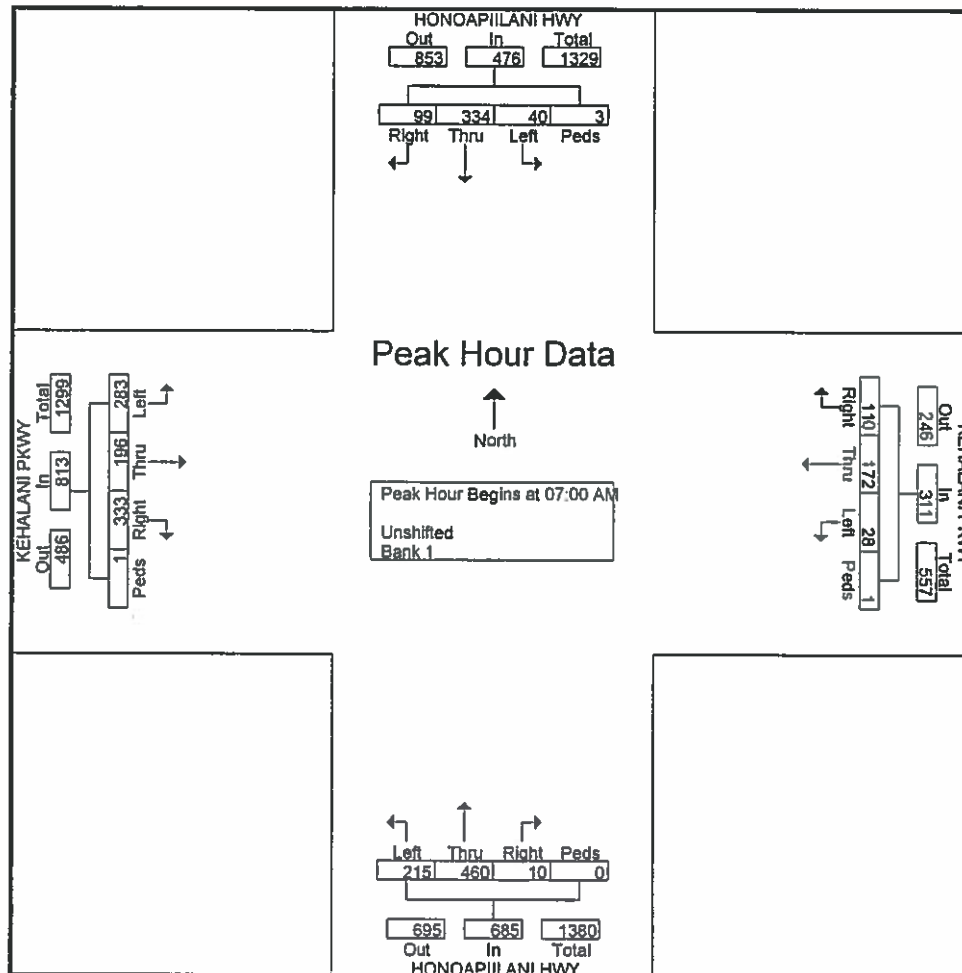 HONOAPIILANI HWY
Out In Total
853 476 1329
99 334 40 3
Right Thru Left Peds
Peak Hour Data
North
Peak Hour Begins at 07:00 AM
Unshifted
Bank 1
KEHALANI PKWY
Out In Total
486 813 1299
283 196 333 1
Left Thru Right Peds
Out In Total
246 311 557
110 172 28 1
Right Thru Left Peds
Left Thru Right Peds
215 460 10 0
695 685 1380
Out In Total
HONOAPIILANI HWY